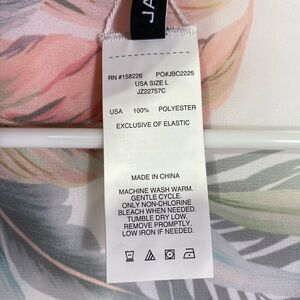 JA
RN #158226 PO#JBC2225
USA SIZE L
JZ22757C
USA 100% POLYESTER
EXCLUSIVE OF ELASTIC
MADE IN CHINA
MACHINE WASH WARM.
GENTLE CYCLE.
ONLY NON-CHLORINE
BLEACH WHEN NEEDED.
TUMBLE DRY LOW.
REMOVE PROMPTLY.
LOW IRON IF NEEDED.